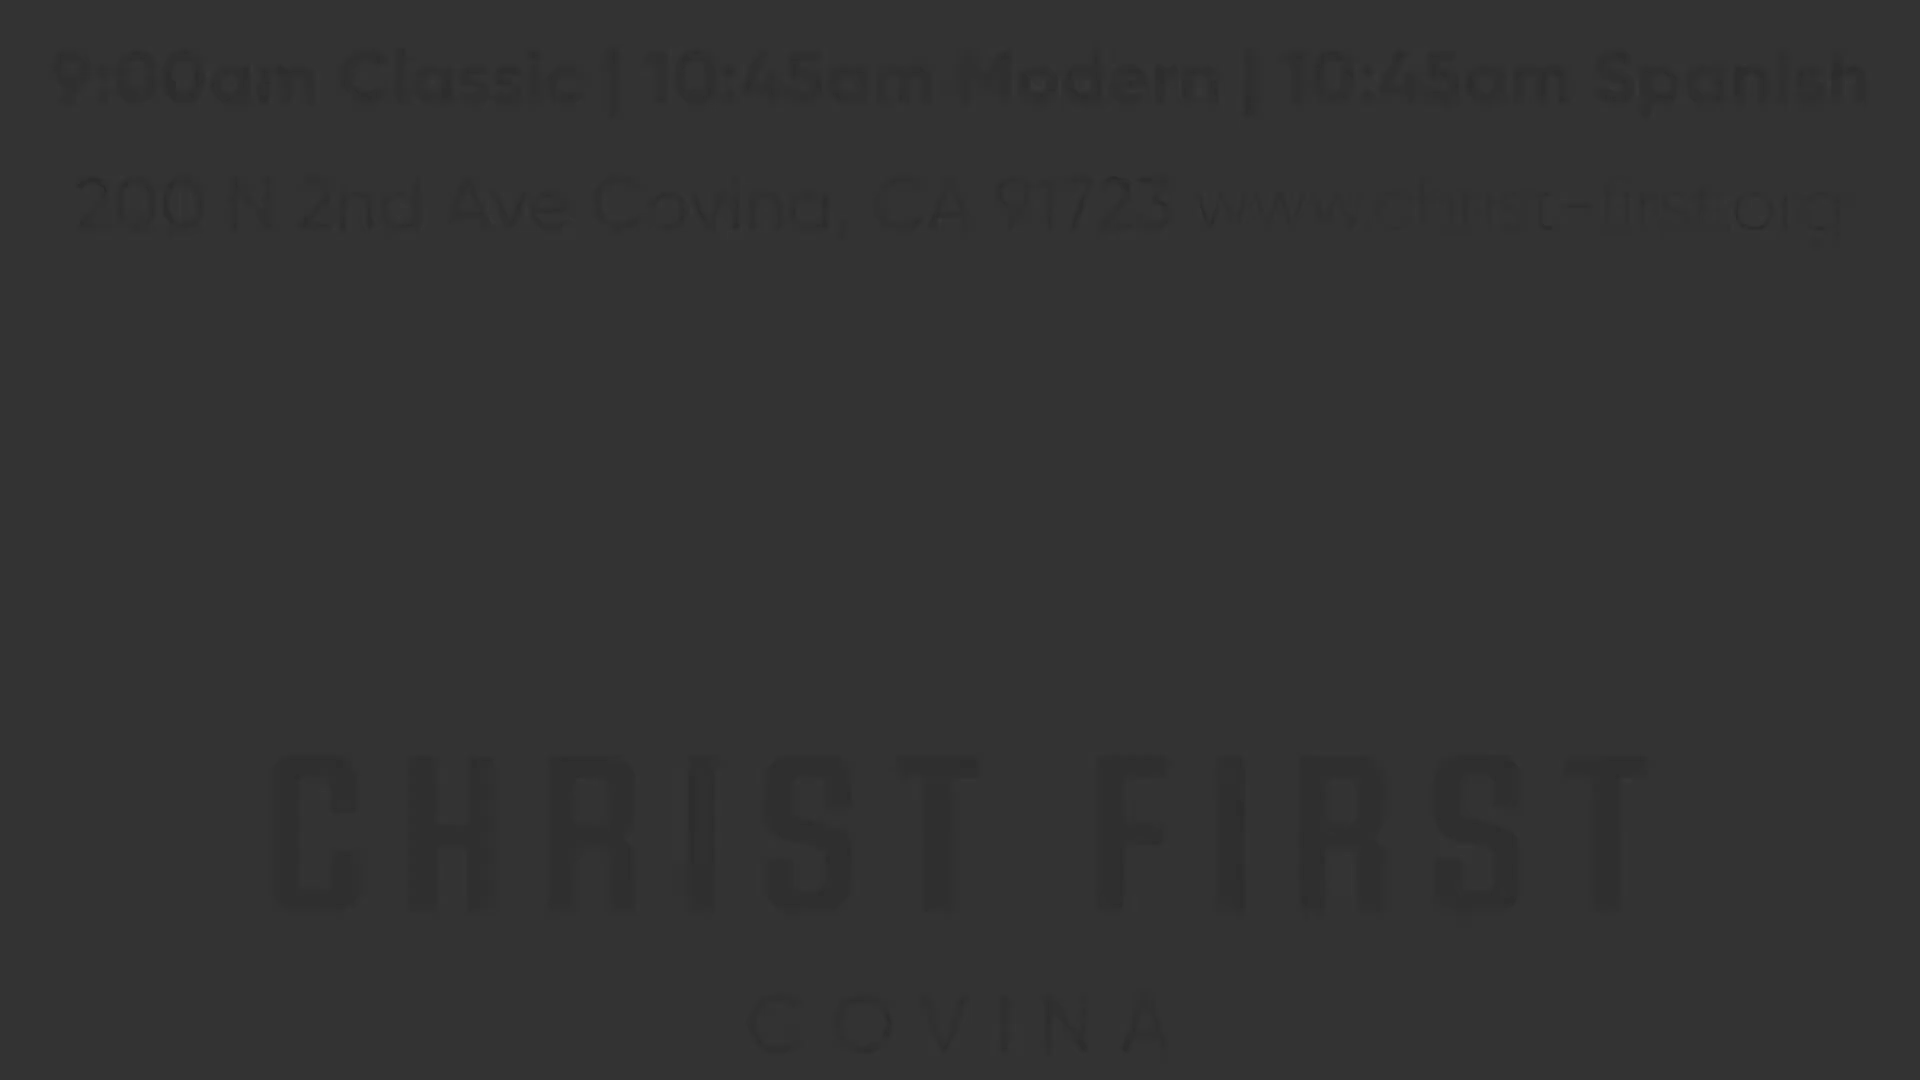 9:00am Classic | 10:45am Modern | 10:45am Spanish
200 N 2nd Ave Covina, CA 91723 www.christ-first.org
CHRIST FIRST
COVINA